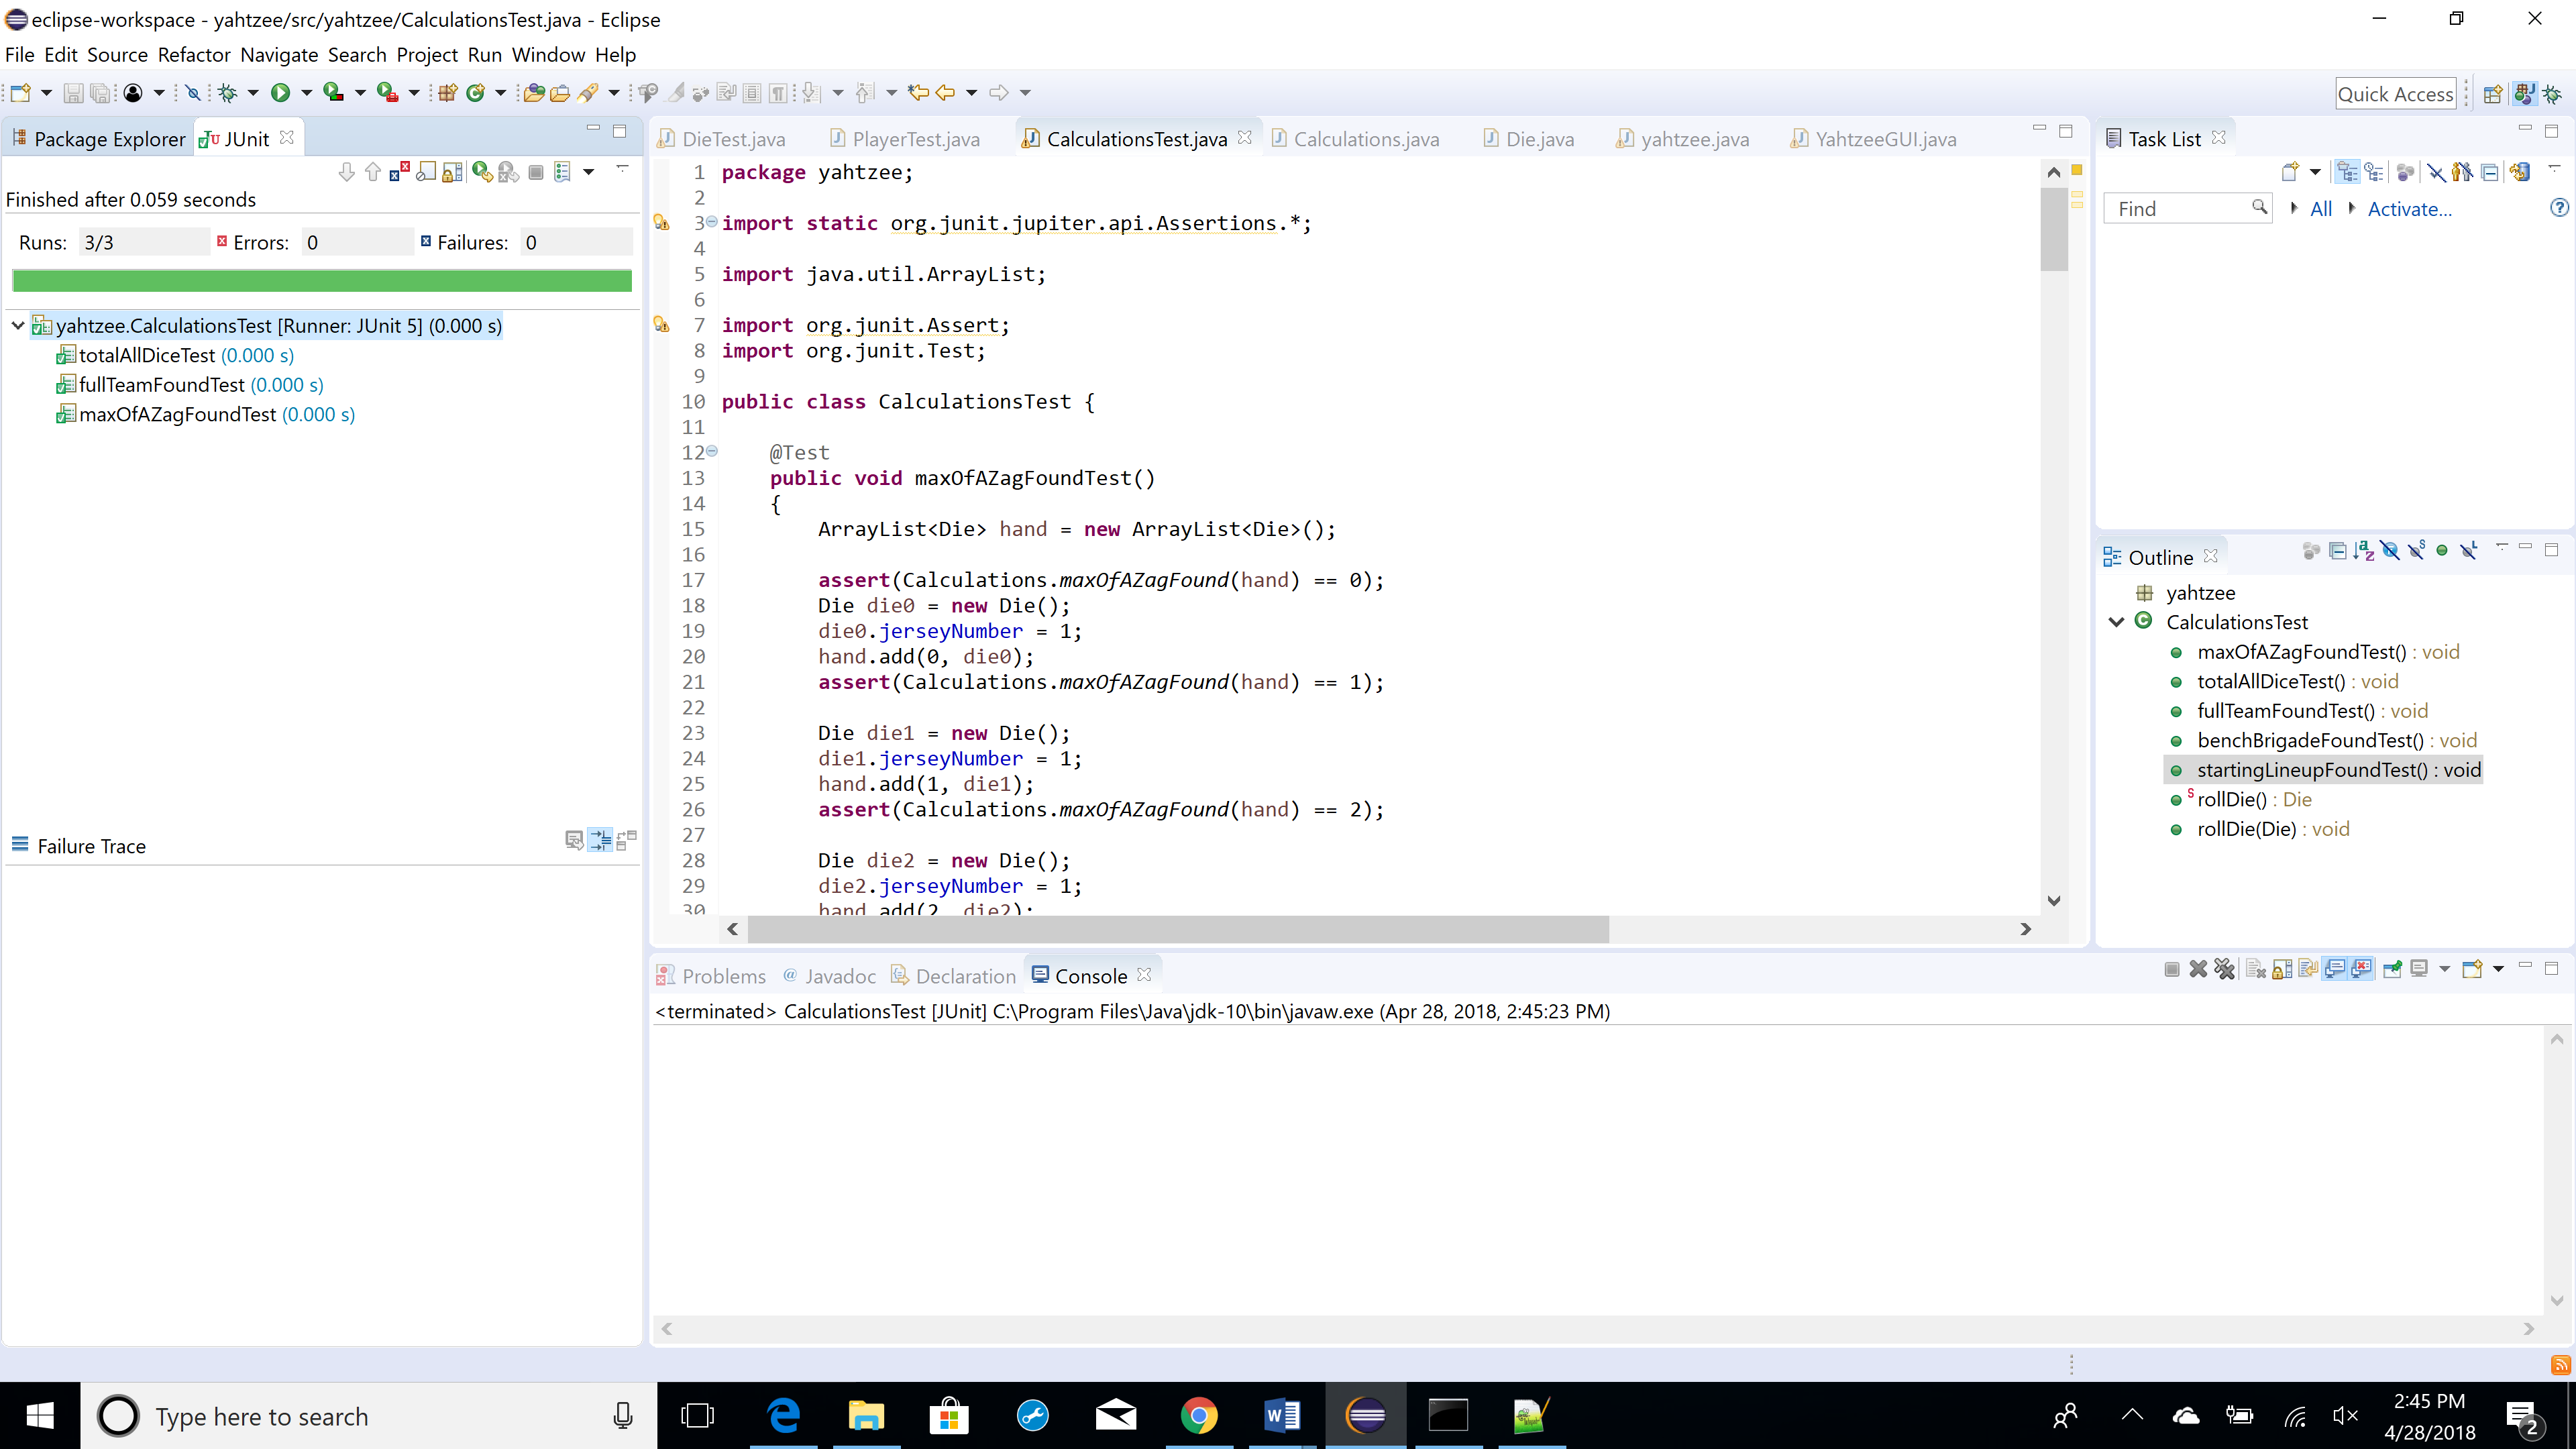 eclipse-workspace - yahtzee/src/yahtzee/CalculationsTest.java - Eclipse
File Edit Source Refactor Navigate Search Project Run Window Help
Quick Access
Package Explorer JUnit
Finished after 0.059 seconds
Runs: 3/3 Errors: 0 Failures: 0
yahtzee.CalculationsTest [Runner: JUnit 5] (0.000 s)
totalAllDiceTest (0.000 s)
fullTeamFoundTest (0.000 s)
maxOfAZagFoundTest (0.000 s)
Failure Trace
DieTest.java PlayerTest.java CalculationsTest.java Calculations.java Die.java yahtzee.java YahtzeeGUI.java
1 package yahtzee;
2
3 import static org.junit.jupiter.api.Assertions.*;
4
5 import java.util.ArrayList;
6
7 import org.junit.Assert;
8 import org.junit.Test;
9
10 public class CalculationsTest {
11
12 @Test
13 public void maxOfAZagFoundTest()
14 {
15 ArrayList<Die> hand = new ArrayList<Die>();
16
17 assert(Calculations.maxOfAZagFound(hand) == 0);
18 Die die0 = new Die();
19 die0.jerseyNumber = 1;
20 hand.add(0, die0);
21 assert(Calculations.maxOfAZagFound(hand) == 1);
22
23 Die die1 = new Die();
24 die1.jerseyNumber = 1;
25 hand.add(1, die1);
26 assert(Calculations.maxOfAZagFound(hand) == 2);
27
28 Die die2 = new Die();
29 die2.jerseyNumber = 1;
30 hand.add(2, die2);
Task List
Find All Activate...
Outline
yahtzee
CalculationsTest
maxOfAZagFoundTest() : void
totalAllDiceTest() : void
fullTeamFoundTest() : void
benchBrigadeFoundTest() : void
startingLineupFoundTest() : void
rollDie() : Die
rollDie(Die) : void
Problems @ Javadoc Declaration Console
<terminated> CalculationsTest [JUnit] C:\Program Files\Java\jdk-10\bin\javaw.exe (Apr 28, 2018, 2:45:23 PM)
Type here to search
2:45 PM
4/28/2018
2